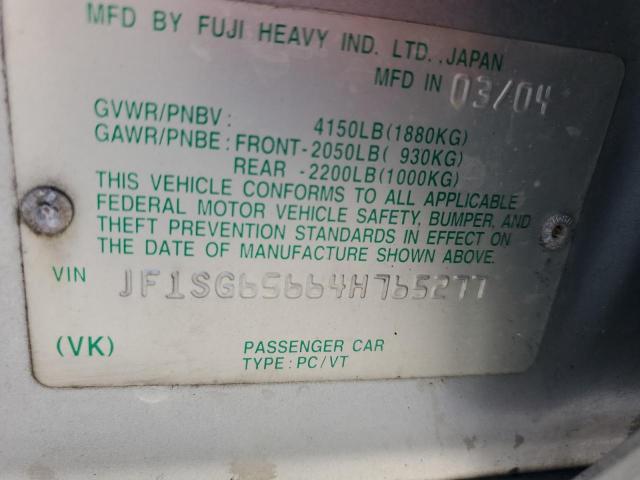 MFD BY FUJI HEAVY IND. LTD.,JAPAN
MFD IN 03/04
GVWR/PNBV : 4150LB(1880KG)
GAWR/PNBE : FRONT-2050LB( 930KG)
REAR -2200LB(1000KG)
THIS VEHICLE CONFORMS TO ALL APPLICABLE
FEDERAL MOTOR VEHICLE SAFETY, BUMPER, AND
THEFT PREVENTION STANDARDS IN EFFECT ON
THE DATE OF MANUFACTURE SHOWN ABOVE.
VIN JF1SG65664H765277
(VK) PASSENGER CAR
TYPE : PC/VT